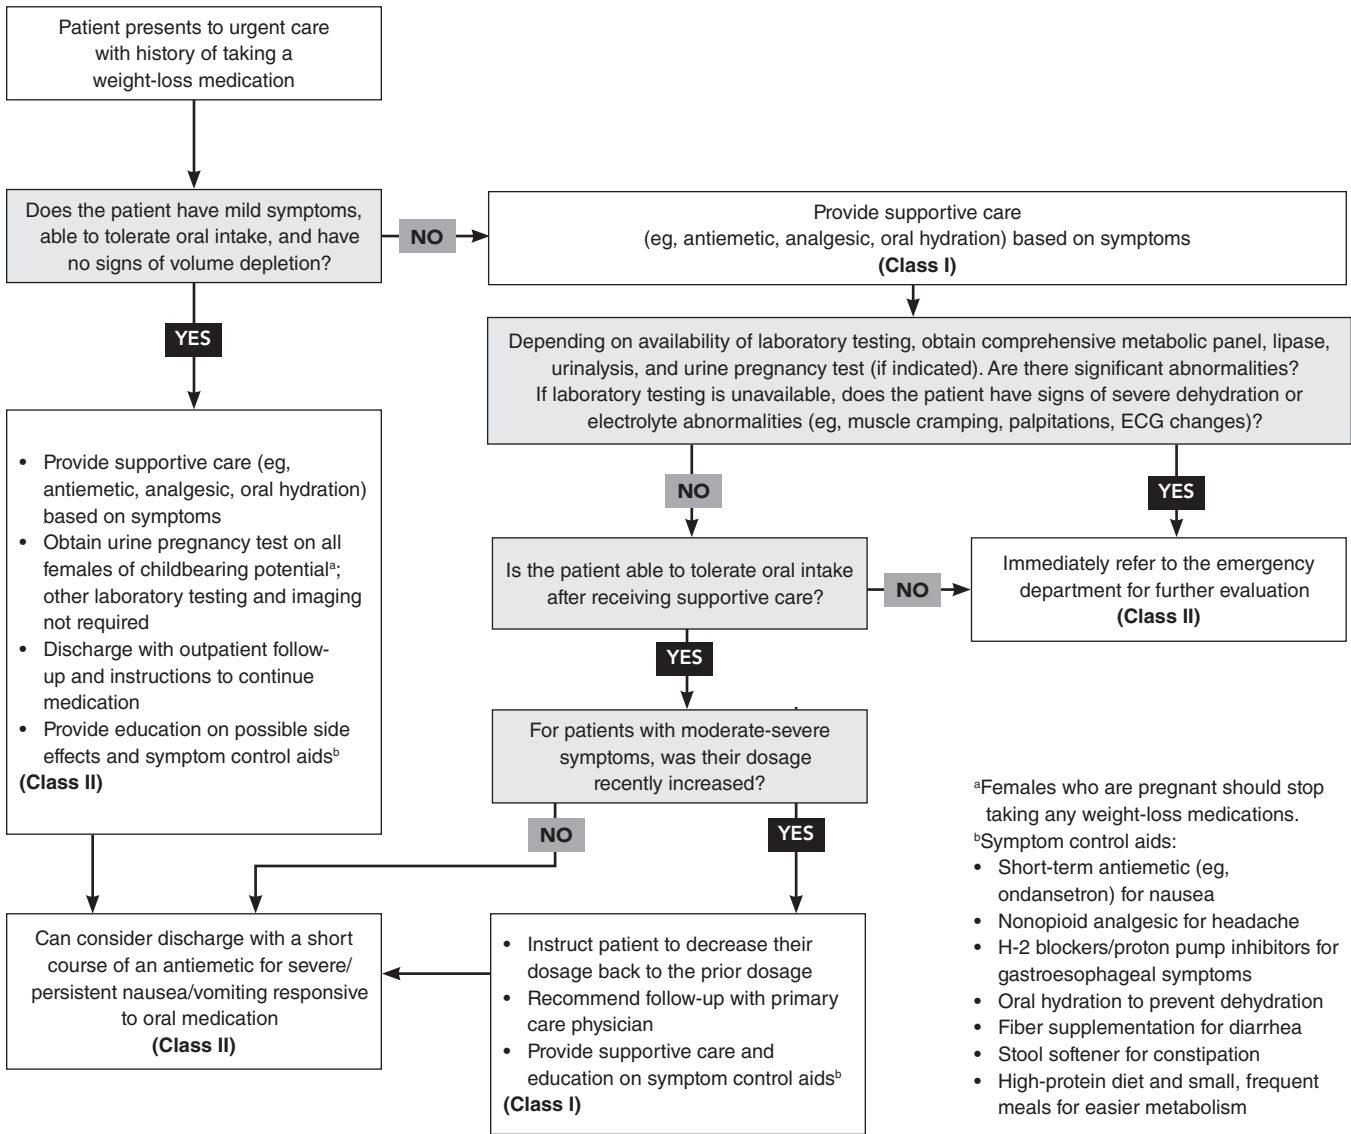 Patient presents to urgent care
with history of taking a
weight-loss medication
Does the patient have mild symptoms,
able to tolerate oral intake, and have
no signs of volume depletion?
NO
Provide supportive care
(eg, antiemetic, analgesic, oral hydration) based on symptoms
(Class I)
YES
Depending on availability of laboratory testing, obtain comprehensive metabolic panel, lipase,
urinalysis, and urine pregnancy test (if indicated). Are there significant abnormalities?
If laboratory testing is unavailable, does the patient have signs of severe dehydration or
electrolyte abnormalities (eg, muscle cramping, palpitations, ECG changes)?
• Provide supportive care (eg,
antiemetic, analgesic, oral hydration)
based on symptoms
• Obtain urine pregnancy test on all
females of childbearing potentialᵃ;
other laboratory testing and imaging
not required
• Discharge with outpatient follow-
up and instructions to continue
medication
• Provide education on possible side
effects and symptom control aidsᵇ
(Class II)
NO
YES
Is the patient able to tolerate oral intake
after receiving supportive care?
NO
Immediately refer to the emergency
department for further evaluation
(Class II)
YES
For patients with moderate-severe
symptoms, was their dosage
recently increased?
NO
YES
Can consider discharge with a short
course of an antiemetic for severe/
persistent nausea/vomiting responsive
to oral medication
(Class II)
• Instruct patient to decrease their
dosage back to the prior dosage
• Recommend follow-up with primary
care physician
• Provide supportive care and
education on symptom control aidsᵇ
(Class I)
ᵃFemales who are pregnant should stop
taking any weight-loss medications.
ᵇSymptom control aids:
• Short-term antiemetic (eg,
ondansetron) for nausea
• Nonopioid analgesic for headache
• H-2 blockers/proton pump inhibitors for
gastroesophageal symptoms
• Oral hydration to prevent dehydration
• Fiber supplementation for diarrhea
• Stool softener for constipation
• High-protein diet and small, frequent
meals for easier metabolism